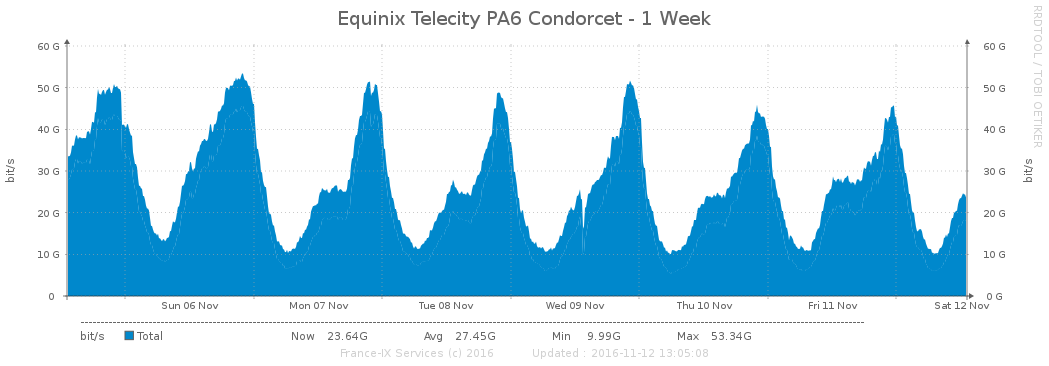 Equinix Telecity PA6 Condorcet - 1 Week
RRDTOOL / TOBI OETIKER
60 G 60 G
50 G 50 G
40 G 40 G
30 G 30 G
20 G 20 G
10 G 10 G
0 0 G
bit/s
bit/s
Sun 06 Nov Mon 07 Nov Tue 08 Nov Wed 09 Nov Thu 10 Nov Fri 11 Nov Sat 12 Nov
bit/s Total Now 23.64G Avg 27.45G Min 9.99G Max 53.34G
France-IX Services (c) 2016 Updated : 2016-11-12 13:05:08